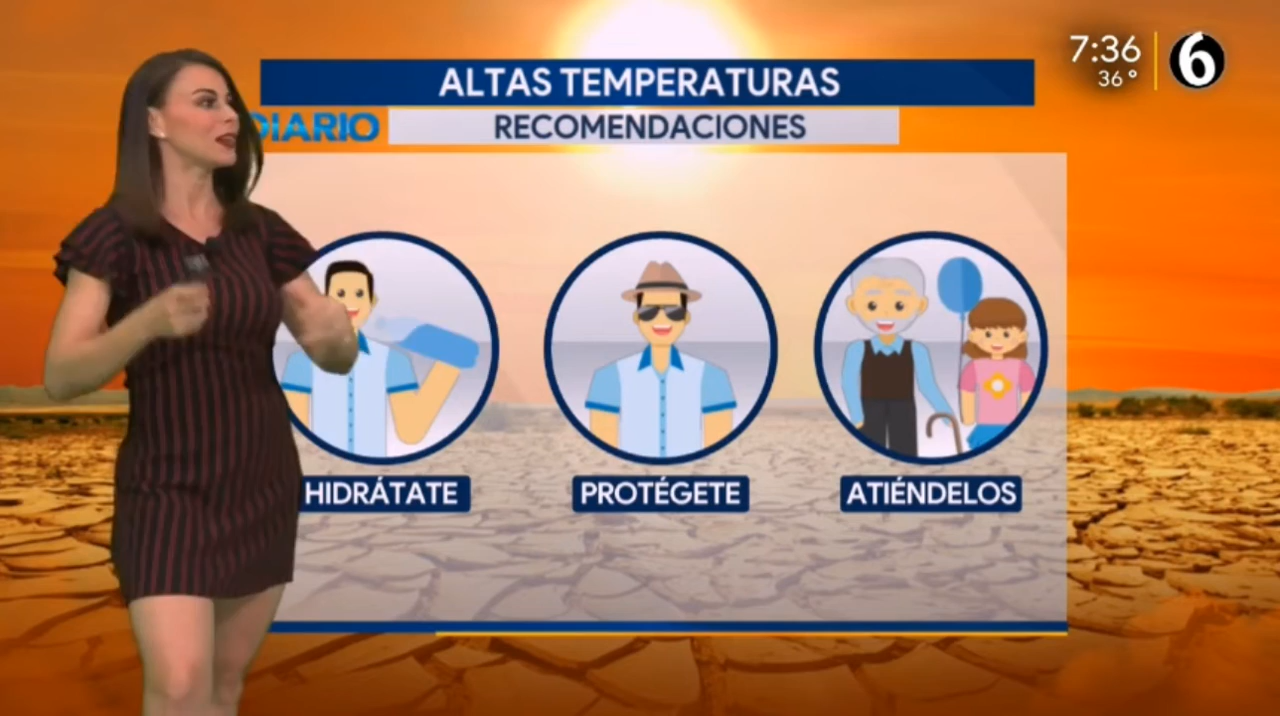 7:36
36°
6
ALTAS TEMPERATURAS
DIARIO
RECOMENDACIONES
HIDRÁTATE
PROTÉGETE
ATIÉNDELOS